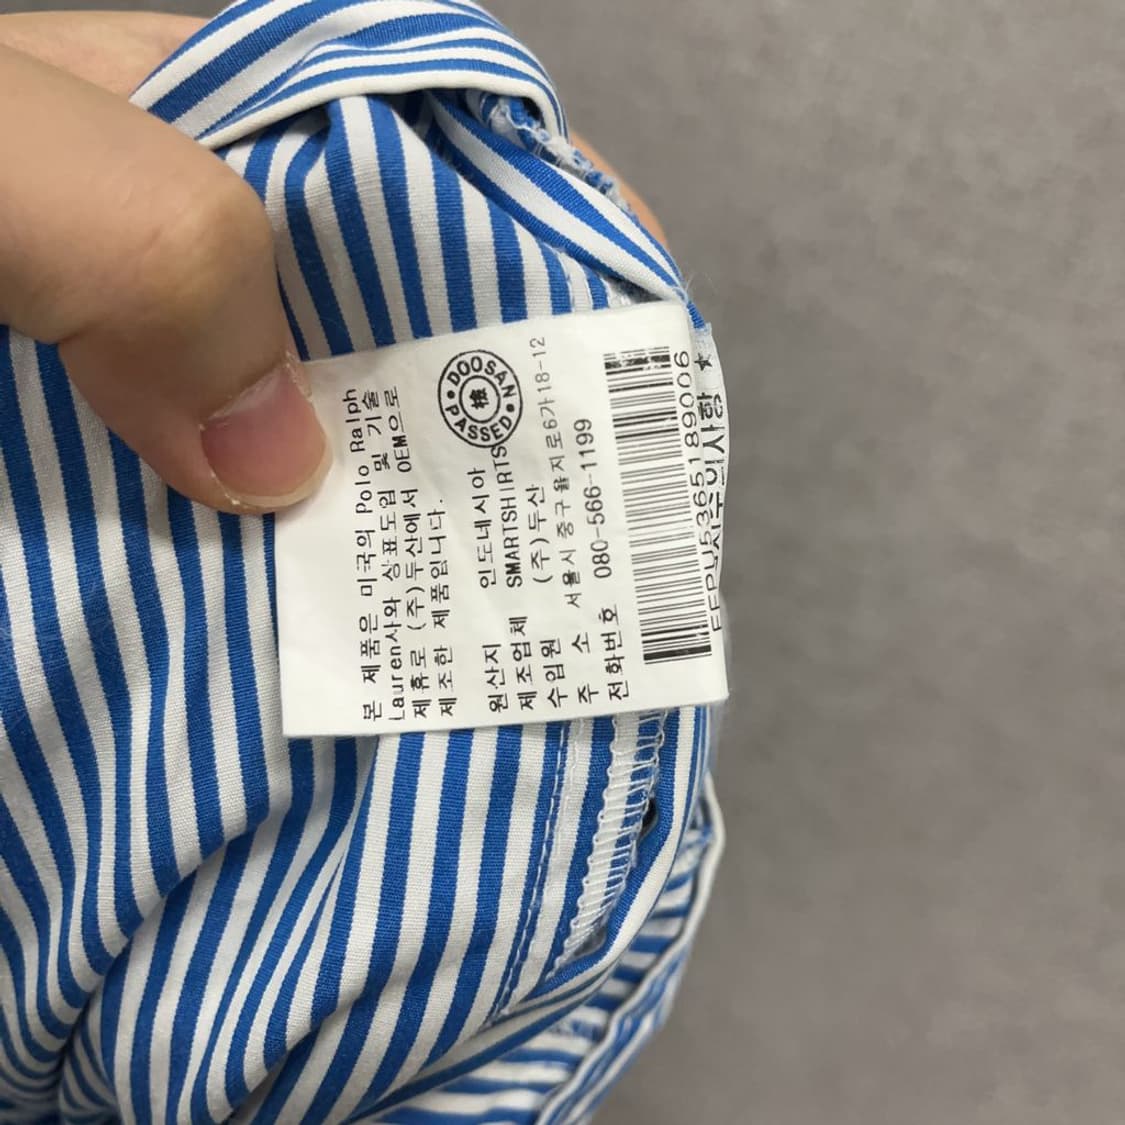 본 제품은 미국의 Polo Ralph
Lauren사와 상표도입 및 기술
제휴로 (주)두산에서 OEM으로
제조한 제품입니다.
DOOSAN
檢
PASSED
원산지 인도네시아
제조업체 SMARTSHIRTS
수입원 (주)두산
주 소 서울시 중구 을지로6가18-12
전화번호 080-566-1199
EFPU5365189006